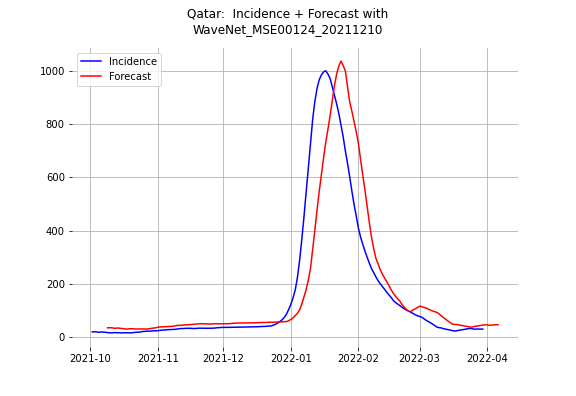 Qatar: Incidence + Forecast with
WaveNet_MSE00124_20211210
Incidence
Forecast
1000
800
600
400
200
0
2021-10 2021-11 2021-12 2022-01 2022-02 2022-03 2022-04